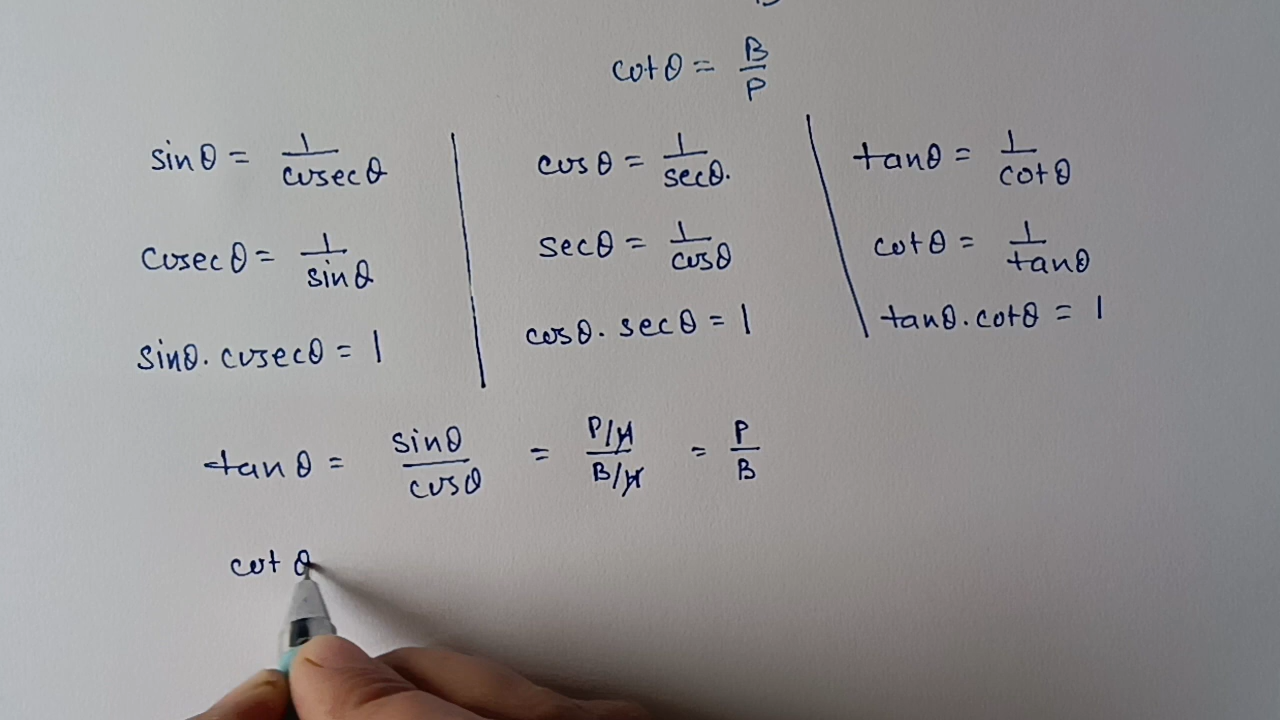 cotθ = B/P
sinθ = 1/cosecθ
cosecθ = 1/sinθ
sinθ. cosecθ = 1
cosθ = 1/secθ.
secθ = 1/cosθ
cosθ. secθ = 1
tanθ = 1/cotθ
cotθ = 1/tanθ
tanθ. cotθ = 1
tanθ = sinθ/cosθ = P/H/B/H = P/B
cot θ